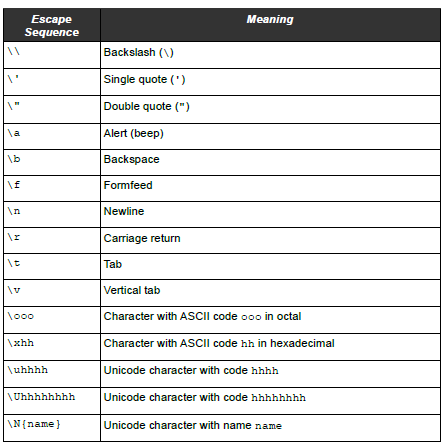 Escape Sequence Meaning
\\ Backslash (\)
\' Single quote (')
\" Double quote (")
\a Alert (beep)
\b Backspace
\f Formfeed
\n Newline
\r Carriage return
\t Tab
\v Vertical tab
\ooo Character with ASCII code ooo in octal
\xhh Character with ASCII code hh in hexadecimal
\uhhhh Unicode character with code hhhh
\Uhhhhhhhh Unicode character with code hhhhhhhh
\N{name} Unicode character with name name